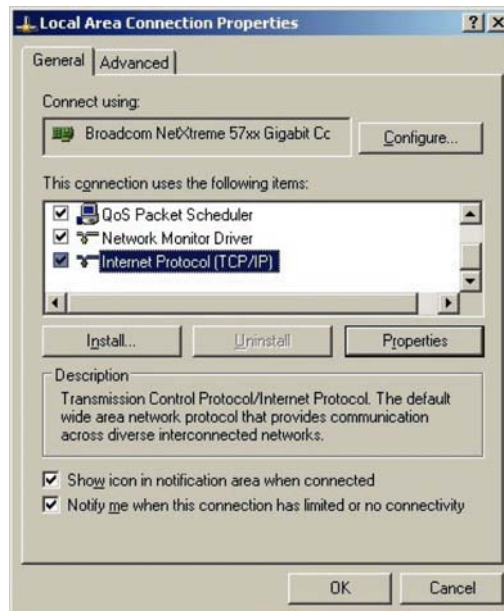 Local Area Connection Properties
General
Advanced
Connect using:
Broadcom NetXtreme 57xx Gigabit Cc
Configure...
This connection uses the following items:
QoS Packet Scheduler
Network Monitor Driver
Internet Protocol (TCP/IP)
Install...
Uninstall
Properties
Description
Transmission Control Protocol/Internet Protocol. The default
wide area network protocol that provides communication
across diverse interconnected networks.
Show icon in notification area when connected
Notify me when this connection has limited or no connectivity
OK
Cancel